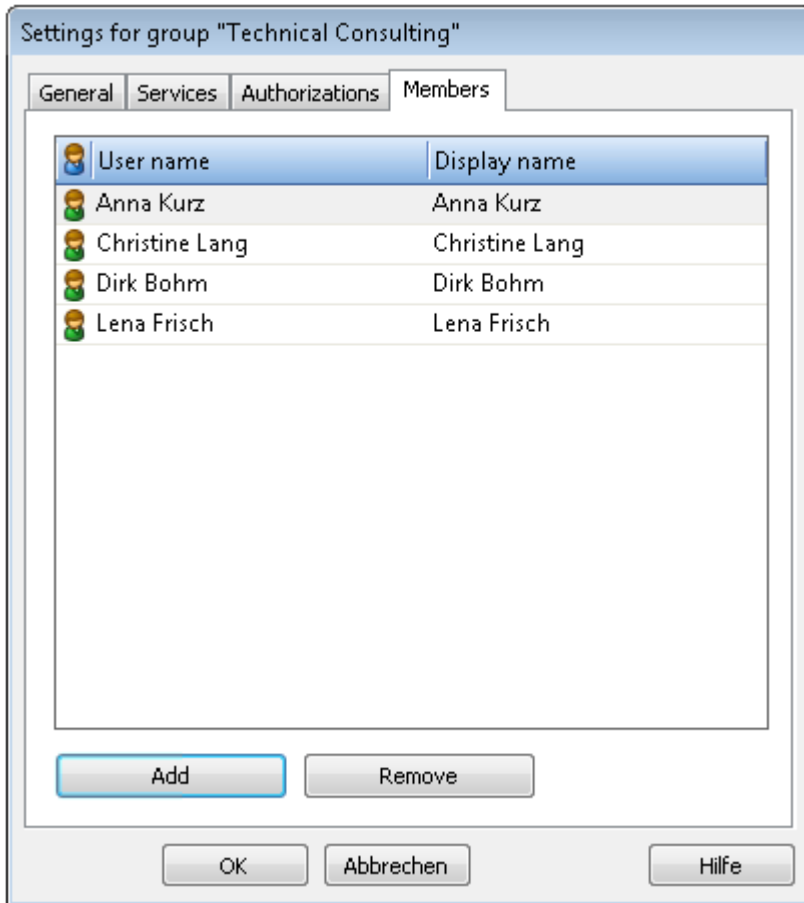 Settings for group "Technical Consulting"
General Services Authorizations Members
User name Display name
Anna Kurz Anna Kurz
Christine Lang Christine Lang
Dirk Bohm Dirk Bohm
Lena Frisch Lena Frisch
Add Remove
OK Abbrechen Hilfe